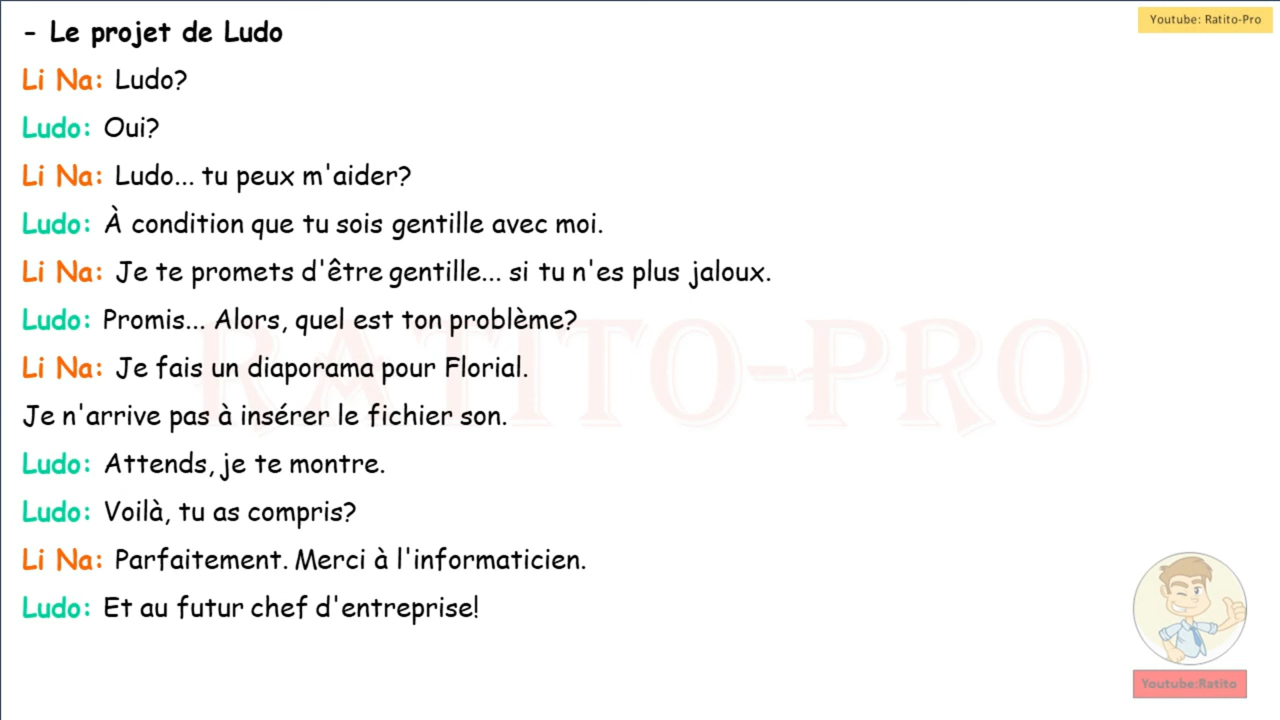 - Le projet de Ludo
Youtube: Ratito-Pro
Li Na: Ludo?
Ludo: Oui?
Li Na: Ludo... tu peux m'aider?
Ludo: À condition que tu sois gentille avec moi.
Li Na: Je te promets d'être gentille... si tu n'es plus jaloux.
Ludo: Promis... Alors, quel est ton problème?
Li Na: Je fais un diaporama pour Florial.
Je n'arrive pas à insérer le fichier son.
RATITO-PRO
Ludo: Attends, je te montre.
Ludo: Voilà, tu as compris?
Li Na: Parfaitement. Merci à l'informaticien.
Ludo: Et au futur chef d'entreprise!
Youtube:Ratito